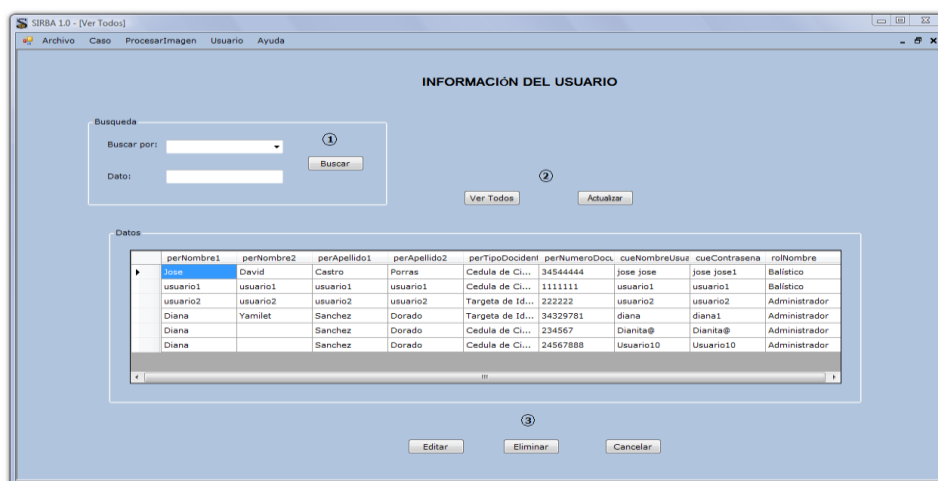 SIRBA 1.0 - [Ver Todos]
Archivo Caso ProcesarImagen Usuario Ayuda
INFORMACIÓN DEL USUARIO
Busqueda
Buscar por:
1
Buscar
Dato:
2
Ver Todos Actualizar
Datos
perNombre1 perNombre2 perApellido1 perApellido2 perTipoDocident perNumeroDocu cueNombreUsua cueContrasena rolNombre
Jose David Castro Porras Cedula de Ci... 34544444 jose jose jose jose1 Balístico
usuario1 usuario1 usuario1 usuario1 Cedula de Ci... 1111111 usuario1 usuario1 Balístico
usuario2 usuario2 usuario2 usuario2 Targeta de Id... 222222 usuario2 usuario2 Administrador
Diana Yamilet Sanchez Dorado Targeta de Id... 34329781 diana diana1 Administrador
Diana Sanchez Dorado Cedula de Ci... 234567 Dianita@ Dianita@ Administrador
Diana Sanchez Dorado Cedula de Ci... 24567888 Usuario10 Usuario10 Administrador
3
Editar Eliminar Cancelar